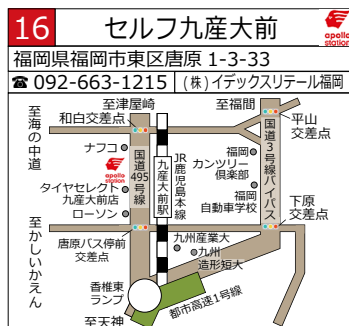 16 セルフ九産大前 apollo station
福岡県福岡市東区唐原 1-3-33
☎ 092-663-1215 (株)イデックスリテール福岡
至津屋崎
至福間
至海の中道
和白交差点
平山
交差点
ナフコ
apollo
station
国道495号線
九産大前駅
JR鹿児島本線
福岡
カンツリー
倶楽部
国道3号線バイパス
タイヤセレクト
九産大前店
福岡
自動車学校
ローソン
下原
交差点
至かしいかえん
唐原バス停前
交差点
九州産業大
九州
造形短大
香椎東
ランプ
都市高速1号線
至天神